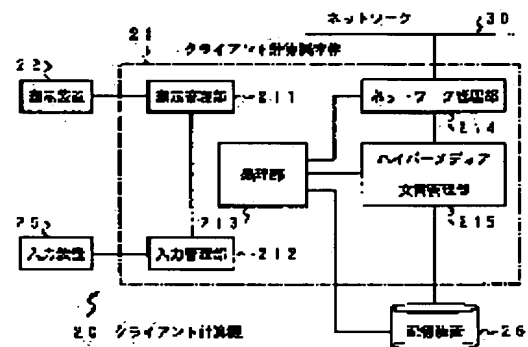 ネットワーク
30
21
クライアント計算機本体
22
表示装置
表示管理部
211
ネットワーク管理部
214
処理部
213
ハイパーメディア
文書管理部
215
25
入力装置
入力管理部
212
20 クライアント計算機
記憶装置
26